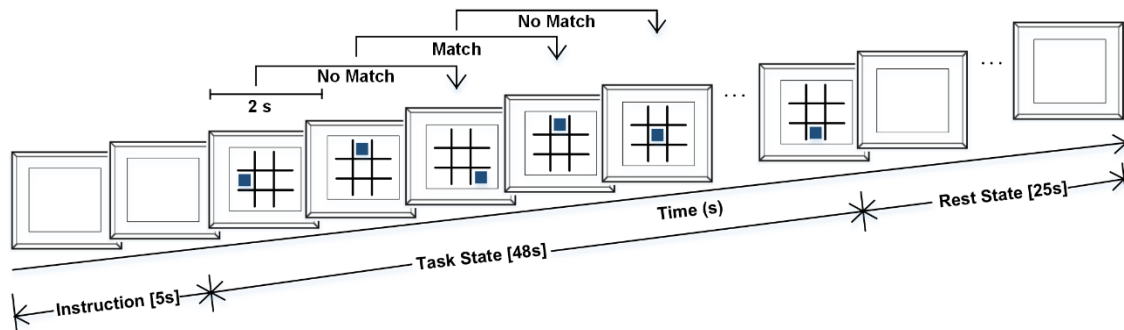 No Match
Match
No Match
2 s
...
...
Time (s)
Rest State [25s]
Task State [48s]
Instruction [5s]